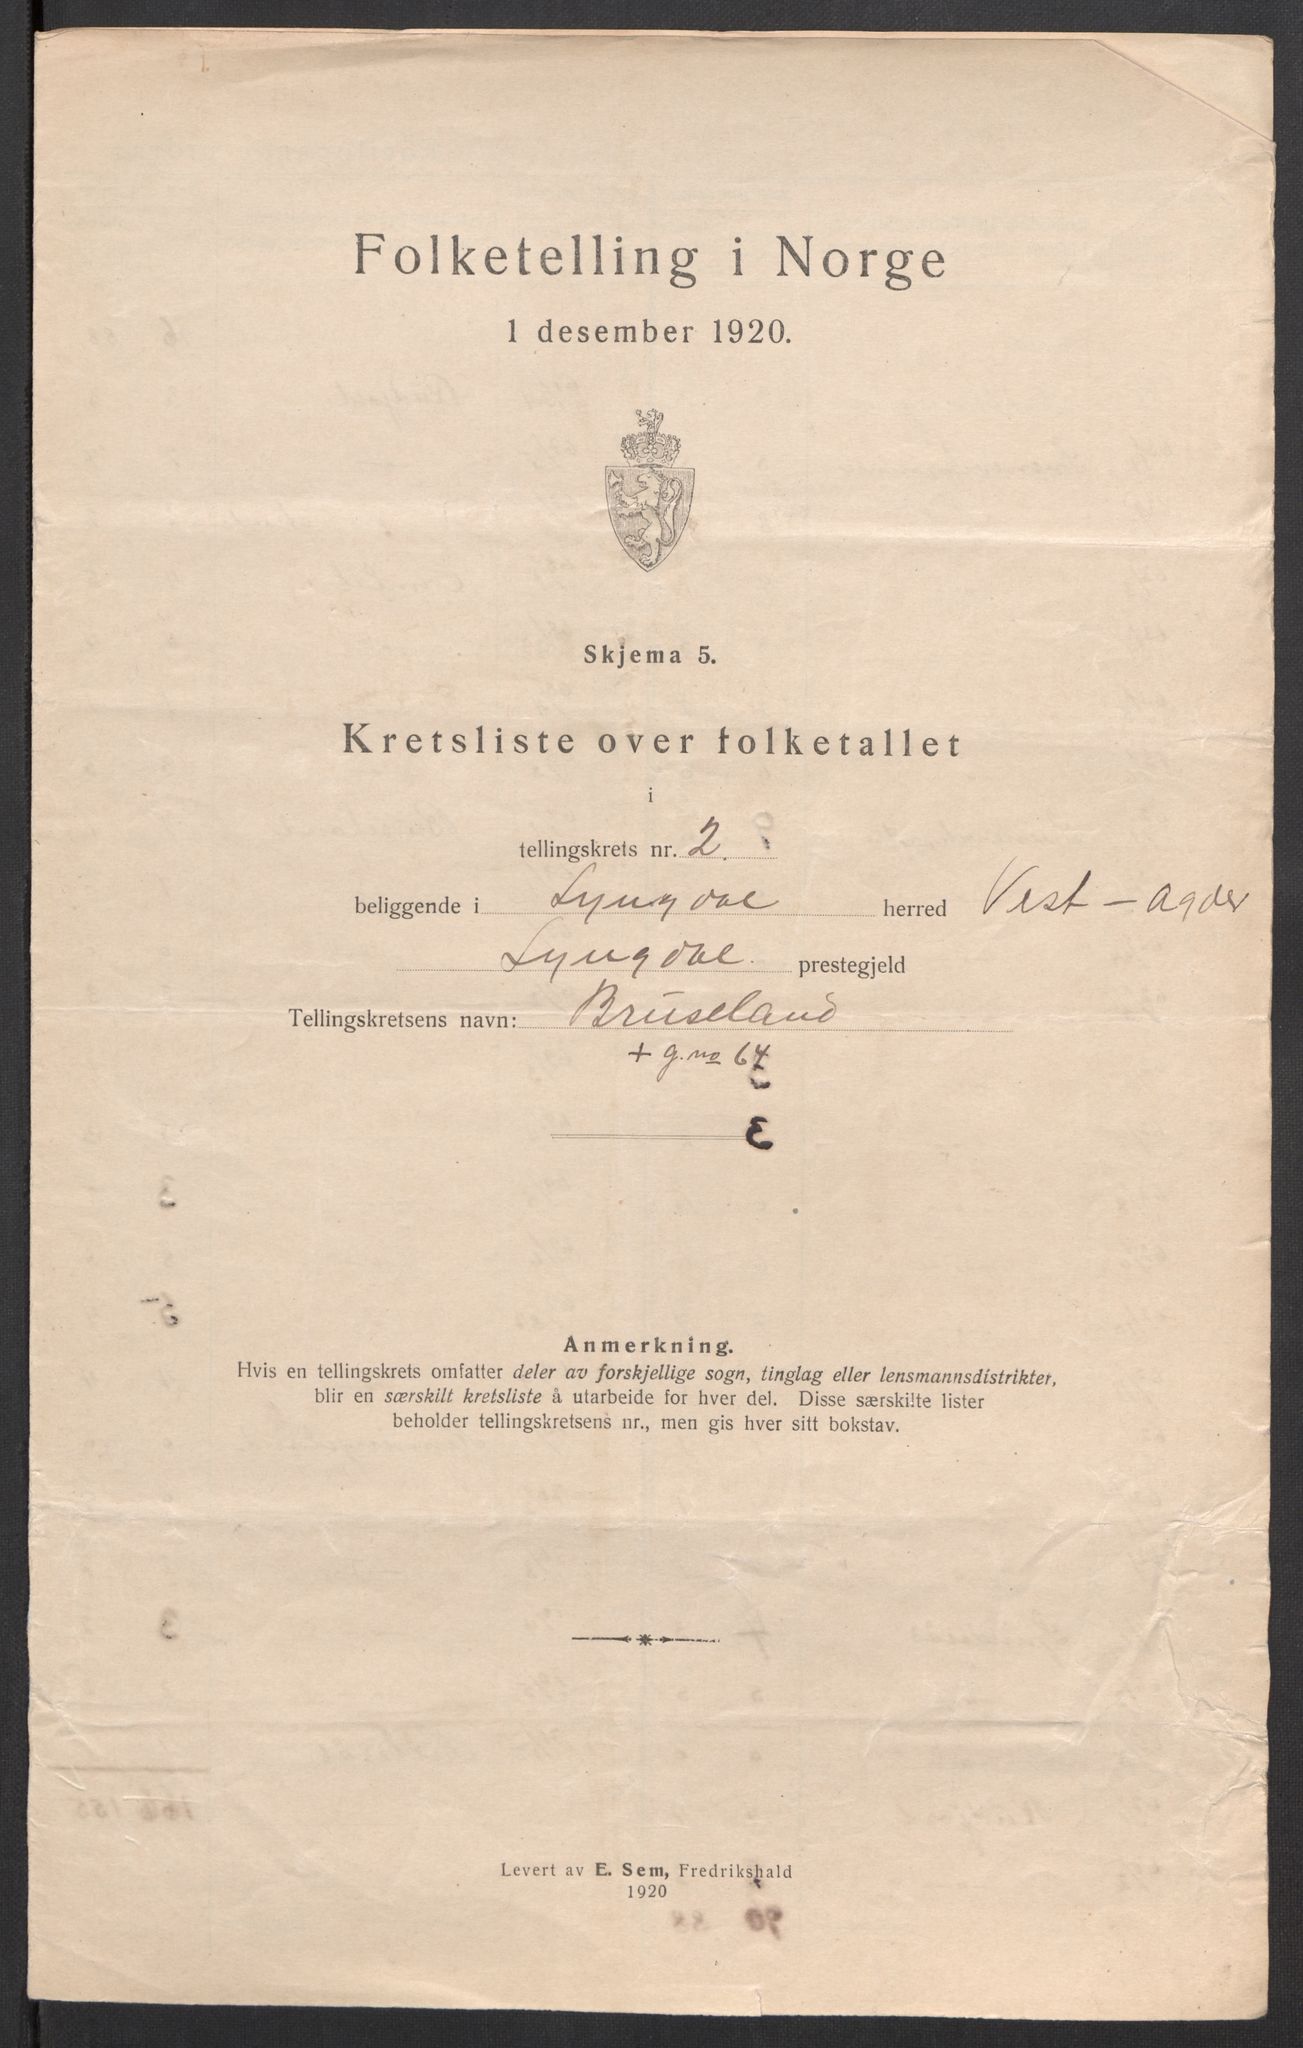 Folketelling i Norge
1 desember 1920.
Skjema 5.
Kretsliste over folketallet
i
tellingskrets nr. 2.
beliggende i Lyngdal herred Vest-Agder
Lyngdal prestegjeld
Tellingskretsens navn: Bruseland
+ g.no 64
Anmerkning.
Hvis en tellingskrets omfatter deler av forskjellige sogn, tinglag eller lensmannsdistrikter,
blir en særskilt kretsliste å utarbeide for hver del. Disse særskilte lister
beholder tellingskretsens nr., men gis hver sitt bokstav.
Levert av E. Sem, Fredrikshald
1920